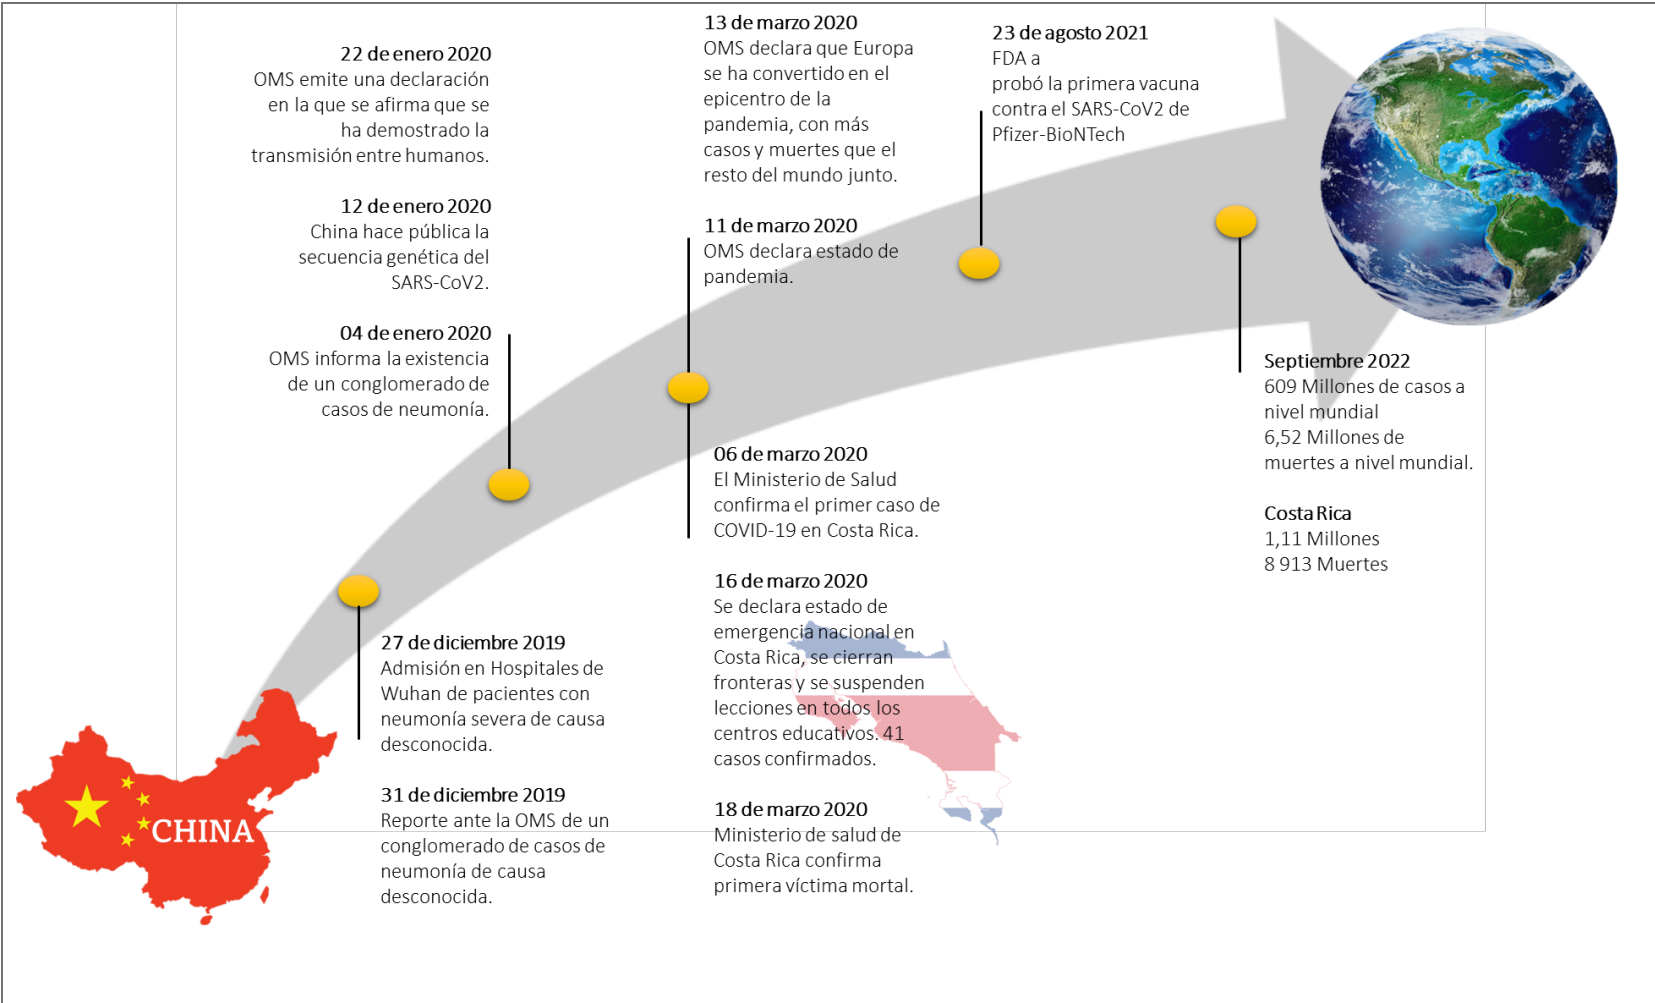 22 de enero 2020
OMS emite una declaración
en la que se afirma que se
ha demostrado la
transmisión entre humanos.
12 de enero 2020
China hace pública la
secuencia genética del
SARS-CoV2.
04 de enero 2020
OMS informa la existencia
de un conglomerado de
casos de neumonía.
27 de diciembre 2019
Admisión en Hospitales de
Wuhan de pacientes con
neumonía severa de causa
desconocida.
31 de diciembre 2019
Reporte ante la OMS de un
conglomerado de casos de
neumonía de causa
desconocida.
CHINA
13 de marzo 2020
OMS declara que Europa
se ha convertido en el
epicentro de la
pandemia, con más
casos y muertes que el
resto del mundo junto.
11 de marzo 2020
OMS declara estado de
pandemia.
06 de marzo 2020
El Ministerio de Salud
confirma el primer caso de
COVID-19 en Costa Rica.
16 de marzo 2020
Se declara estado de
emergencia nacional en
Costa Rica, se cierran
fronteras y se suspenden
lecciones en todos los
centros educativos. 41
casos confirmados.
18 de marzo 2020
Ministerio de salud de
Costa Rica confirma
primera víctima mortal.
23 de agosto 2021
FDA a
probó la primera vacuna
contra el SARS-CoV2 de
Pfizer-BioNTech
Septiembre 2022
609 Millones de casos a
nivel mundial
6,52 Millones de
muertes a nivel mundial.
Costa Rica
1,11 Millones
8 913 Muertes